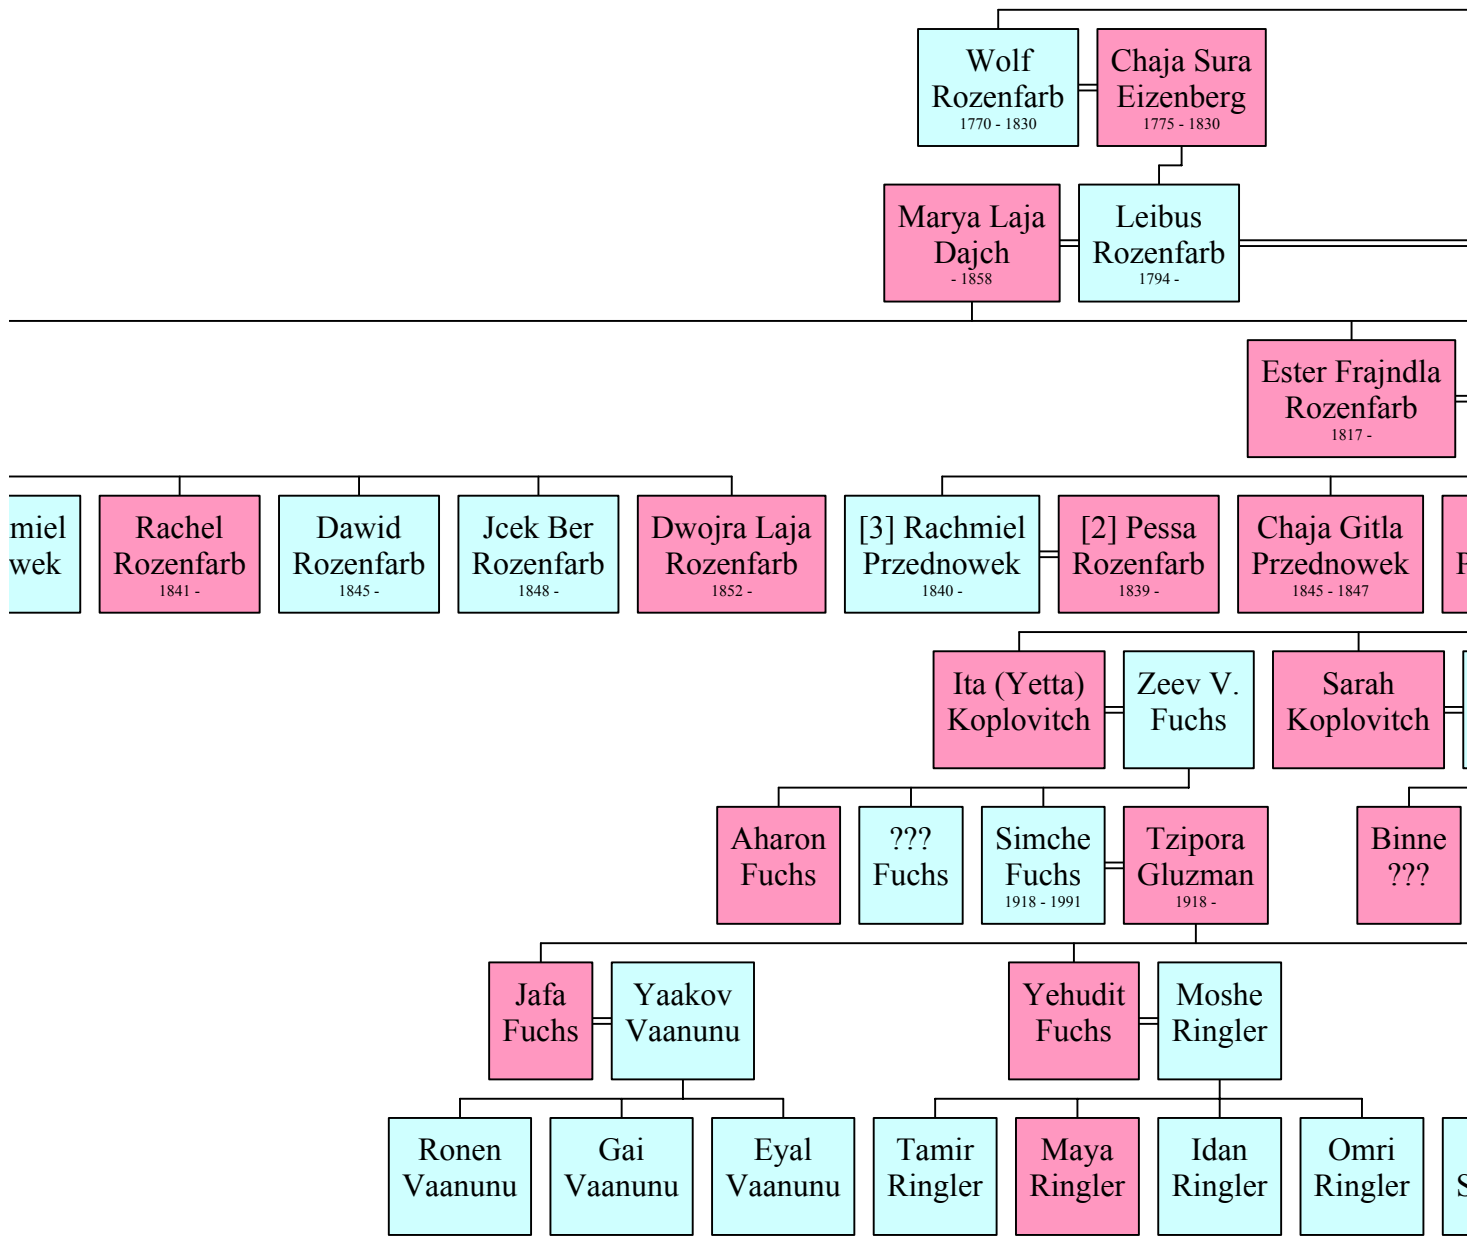 Wolf
Rozenfarb
1770 - 1830
Chaja Sura
Eizenberg
1775 - 1830
Marya Laja
Dajch
- 1858
Leibus
Rozenfarb
1794 -
Ester Frajndla
Rozenfarb
1817 -
miel
wek
Rachel
Rozenfarb
1841 -
Dawid
Rozenfarb
1845 -
Jcek Ber
Rozenfarb
1848 -
Dwojra Laja
Rozenfarb
1852 -
[3] Rachmiel
Przednowek
1840 -
[2] Pessa
Rozenfarb
1839 -
Chaja Gitla
Przednowek
1845 - 1847
Ita (Yetta)
Koplovitch
Zeev V.
Fuchs
Sarah
Koplovitch
Aharon
Fuchs
???
Fuchs
Simche
Fuchs
1918 - 1991
Tzipora
Gluzman
1918 -
Binne
???
Jafa
Fuchs
Yaakov
Vaanunu
Yehudit
Fuchs
Moshe
Ringler
Ronen
Vaanunu
Gai
Vaanunu
Eyal
Vaanunu
Tamir
Ringler
Maya
Ringler
Idan
Ringler
Omri
Ringler
S